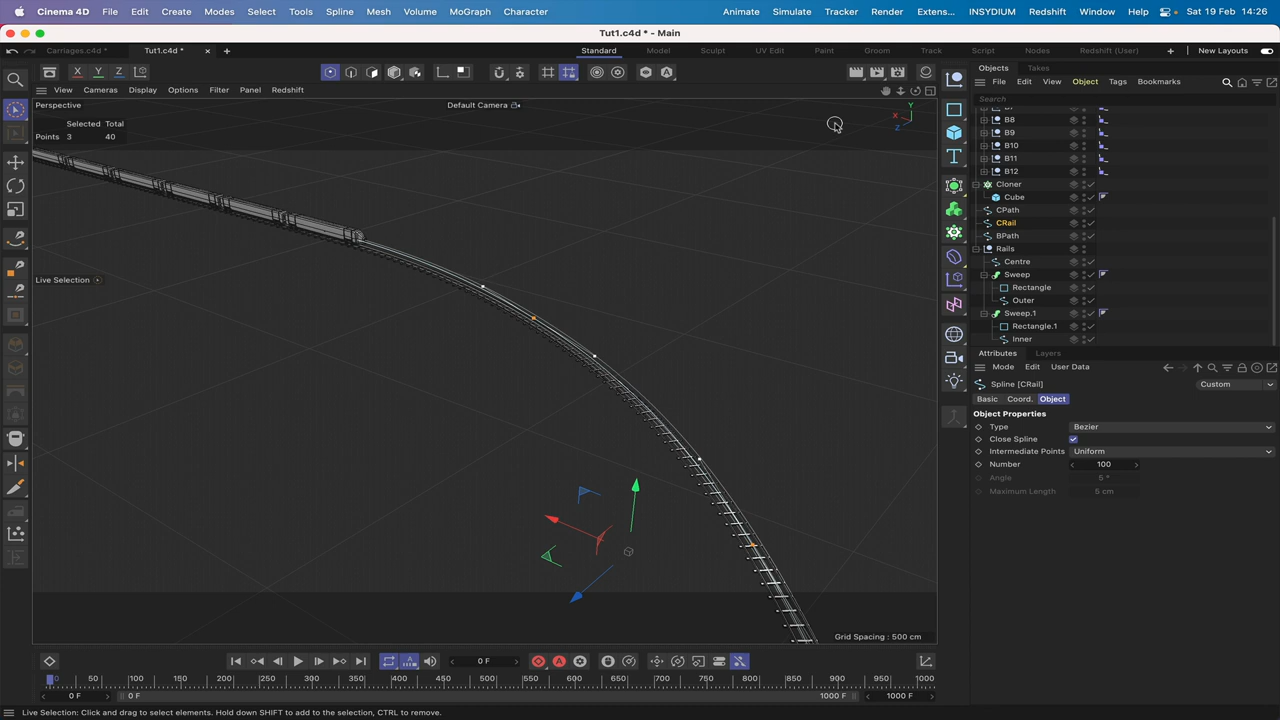 Cinema 4D File Edit Create Modes Select Tools Spline Mesh Volume MoGraph Character Animate Simulate Tracker Render Extens... INSYDIUM Redshift Window Help Sat 19 Feb 14:26
Tut1.c4d * - Main
Carriages.c4d * Tut1.c4d * Standard Model Sculpt UV Edit Paint Groom Track Script Nodes Redshift (User) New Layouts
X Y Z
View Cameras Display Options Filter Panel Redshift
Perspective
Default Camera
Selected Total
Points 3 40
Y
X
Z
Live Selection
Grid Spacing : 500 cm
Objects Takes
File Edit View Object Tags Bookmarks
Search
B8
B9
B10
B11
B12
Cloner
Cube
CPath
CRail
BPath
Rails
Centre
Sweep
Rectangle
Outer
Sweep.1
Rectangle.1
Inner
Attributes Layers
Mode Edit User Data
Spline [CRail] Custom
Basic Coord. Object
Object Properties
Type Bezier
Close Spline
Intermediate Points Uniform
Number 100
Angle 5 °
Maximum Length 5 cm
0 F
50 100 150 200 250 300 350 400 450 500 550 600 650 700 750 800 850 900 950 1000
0 F 0 F 1000 F 1000 F
Live Selection: Click and drag to select elements. Hold down SHIFT to add to the selection, CTRL to remove.